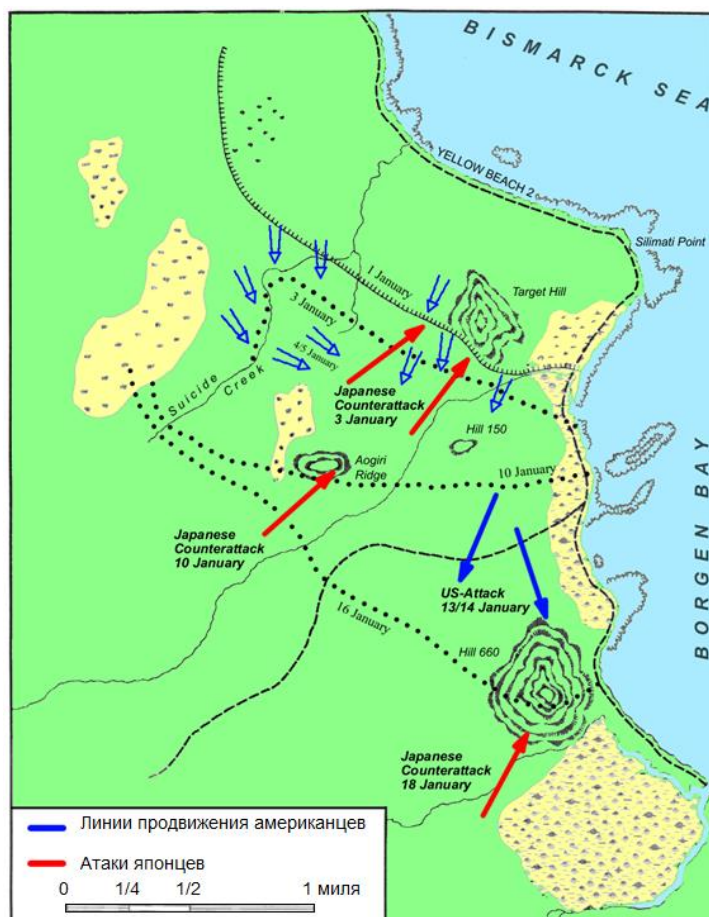 BISMARCK SEA
YELLOW BEACH 2
Silimati Point
1 January
Target Hill
3 January
4/5 January
Suicide Creek
Japanese
Counterattack
3 January
Hill 150
Aogiri
Ridge
10 January
Japanese
Counterattack
10 January
BORGEN BAY
US-Attack
13/14 January
16 January
Hill 660
Japanese
Counterattack
18 January
Линии продвижения американцев
Атаки японцев
0 1/4 1/2 1 миля